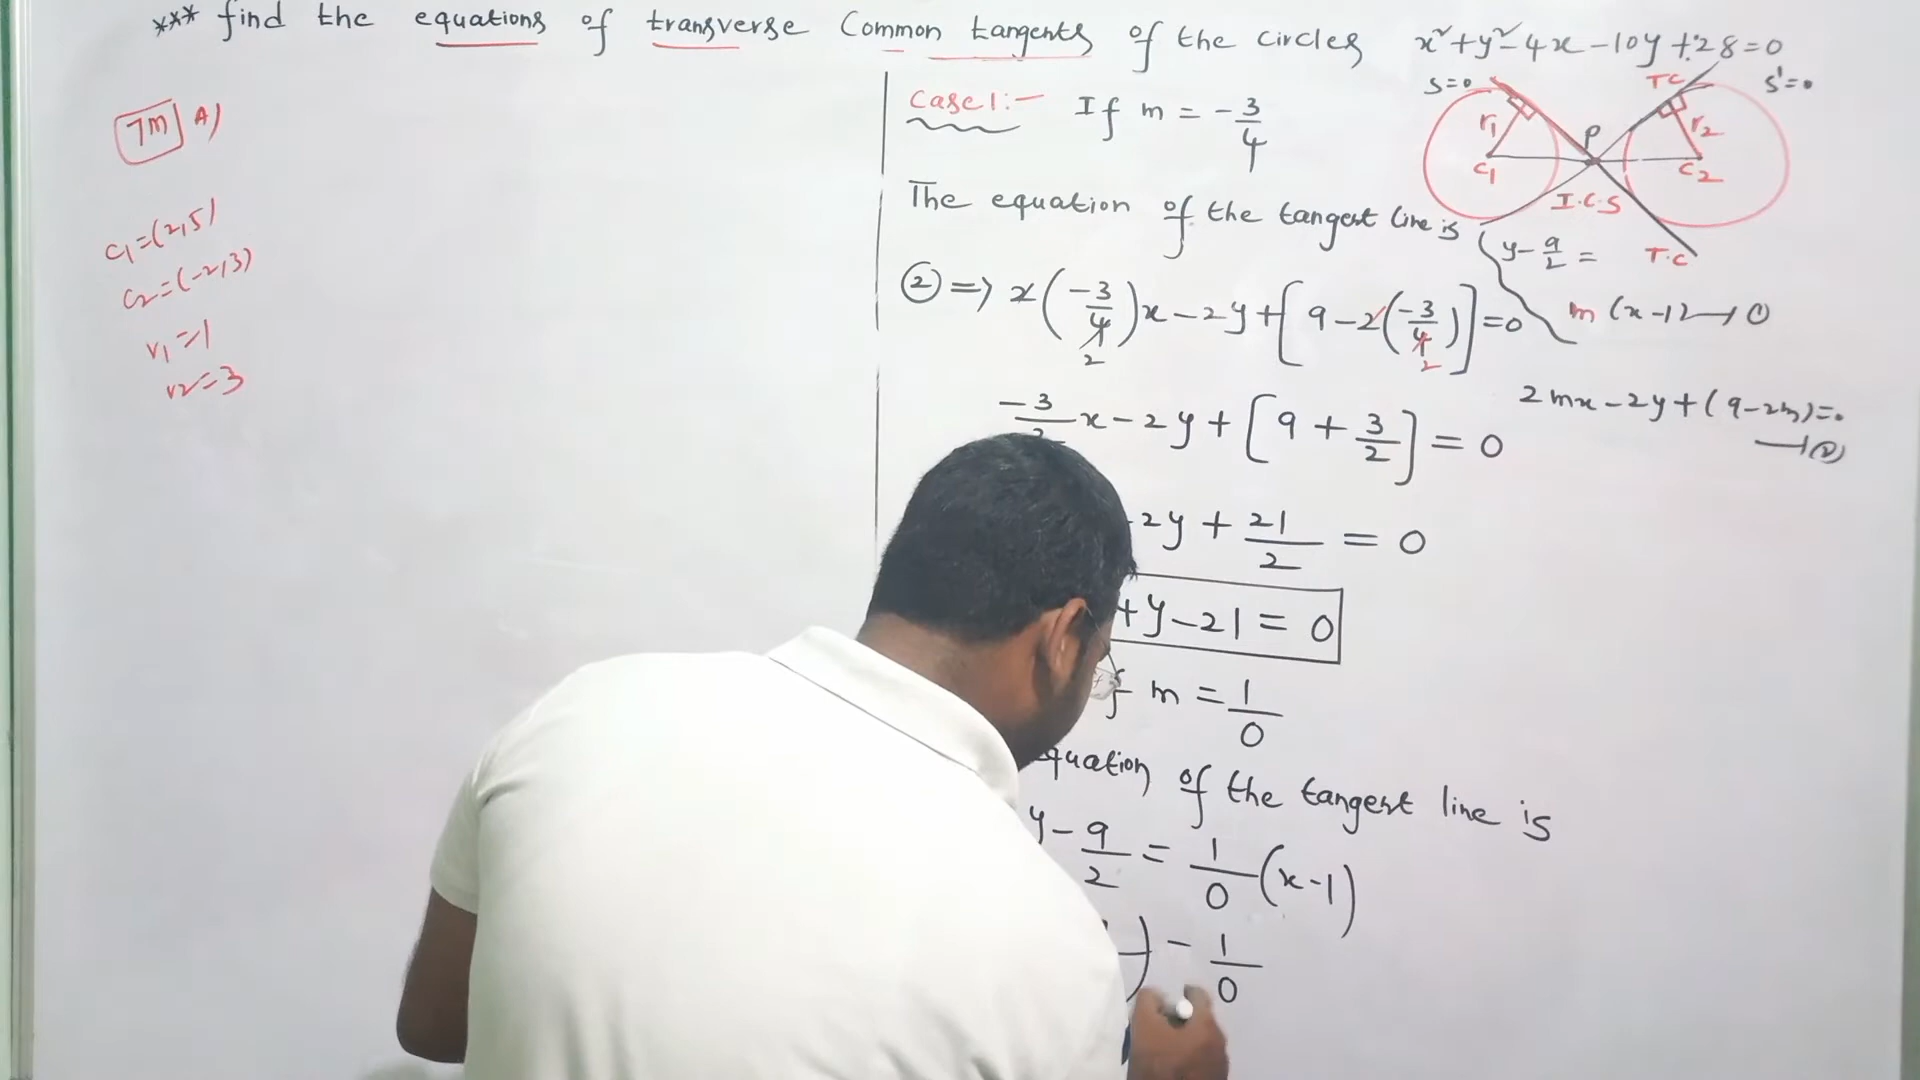 *** find the equations of transverse Common tangents of the circles x²+y²-4x-10y+28=0
7m A)
C₁=(2,5)
C₂=(-2,3)
r₁=1
r₂=3
S=0
T.C
S'=0
r₁
P
r₂
C₁
C₂
I.C.S
T.C
Case1:- If m = -3/4
The equation of the tangent line is
y-9/2 = m(x-1)→①
②=> 2(-3/4)x-2y+[9-2(-3/4)]=0
2mx-2y+(9-2m)=0 →②
-3/2 x-2y+[9+3/2]=0
2y+21/2=0
+y-21=0
f m=1/0
equation of the tangent line is
y-9/2=1/0(x-1)
)-1/0